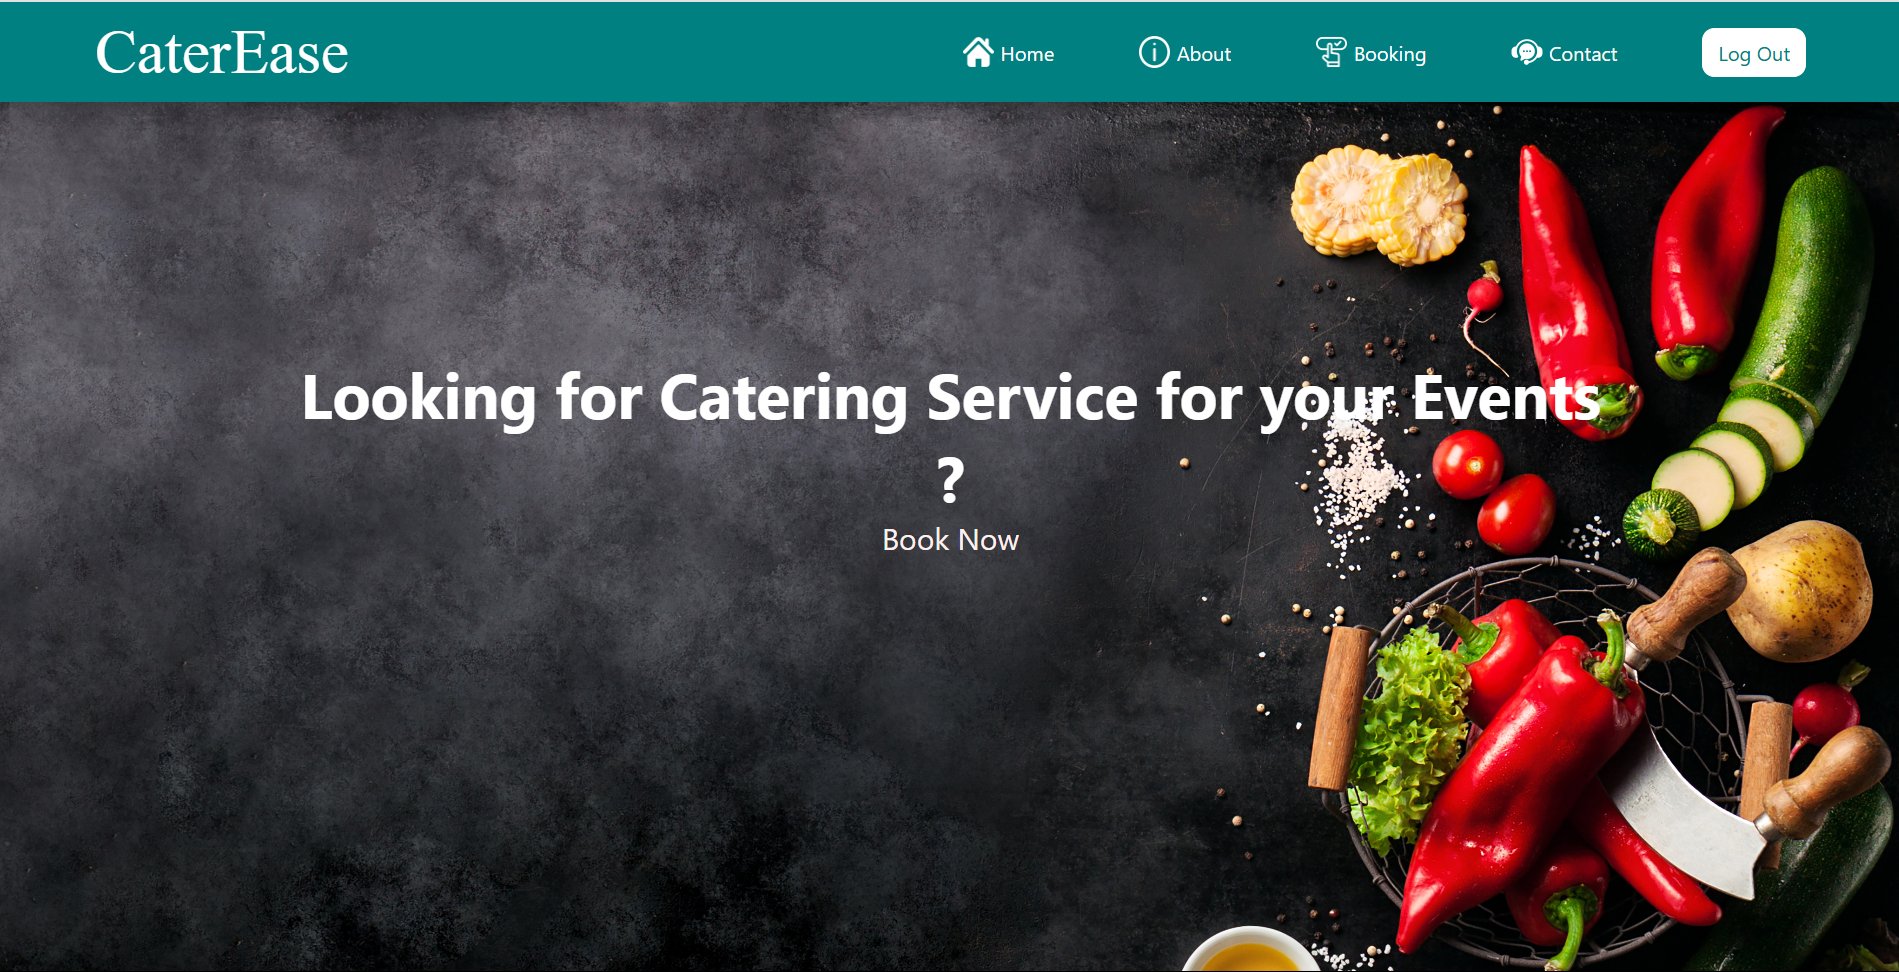 CaterEase
Home
About
Booking
Contact
Log Out
Looking for Catering Service for your Events
?
Book Now